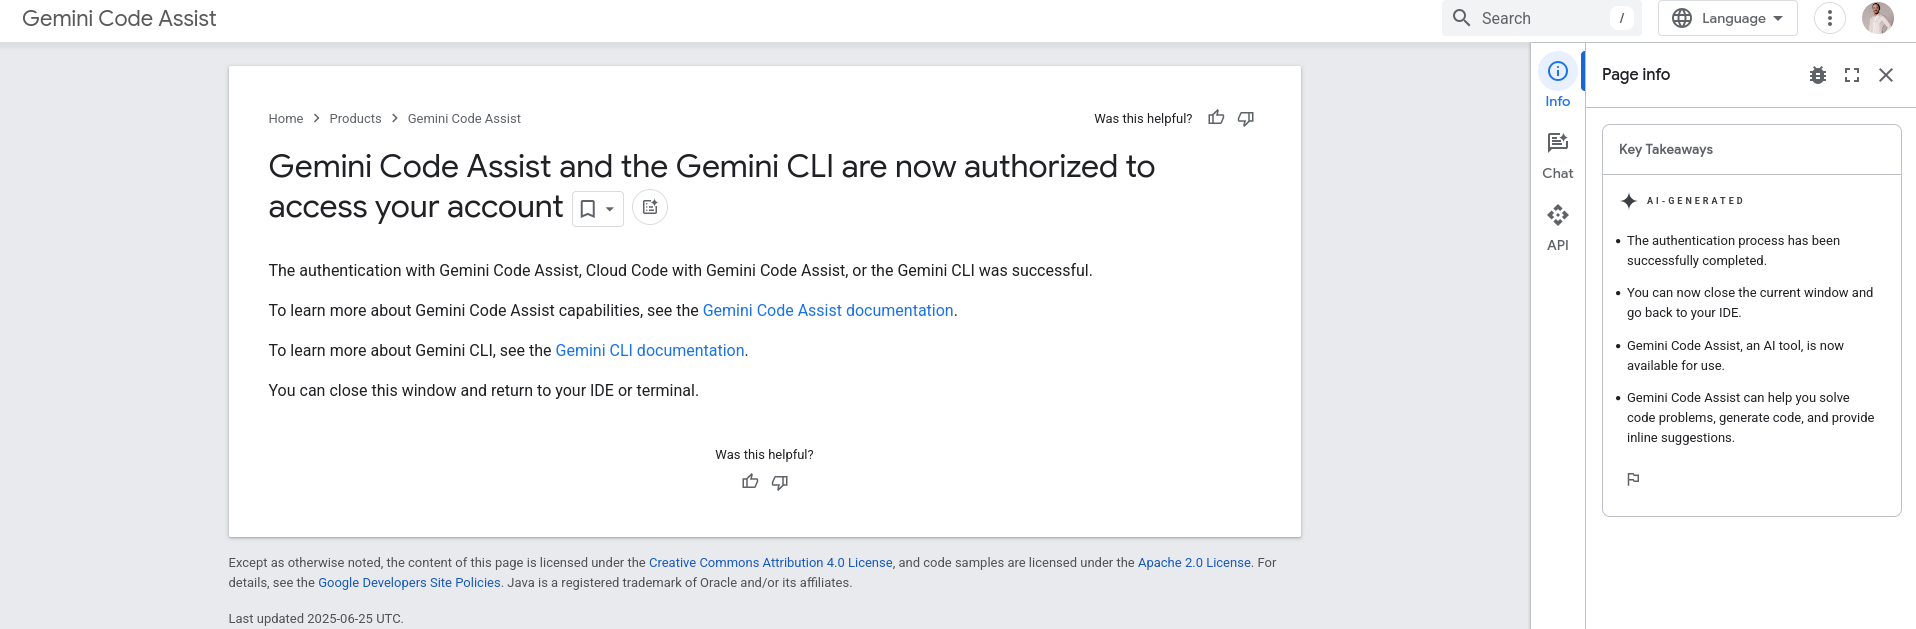 Gemini Code Assist
Search
/
Language
Home
Products
Gemini Code Assist
Was this helpful?
Gemini Code Assist and the Gemini CLI are now authorized to
access your account
The authentication with Gemini Code Assist, Cloud Code with Gemini Code Assist, or the Gemini CLI was successful.
To learn more about Gemini Code Assist capabilities, see the Gemini Code Assist documentation.
To learn more about Gemini CLI, see the Gemini CLI documentation.
You can close this window and return to your IDE or terminal.
Was this helpful?
Except as otherwise noted, the content of this page is licensed under the Creative Commons Attribution 4.0 License, and code samples are licensed under the Apache 2.0 License. For
details, see the Google Developers Site Policies. Java is a registered trademark of Oracle and/or its affiliates.
Last updated 2025-06-25 UTC.
Info
Chat
API
Page info
Key Takeaways
AI-GENERATED
• The authentication process has been
successfully completed.
• You can now close the current window and
go back to your IDE.
• Gemini Code Assist, an AI tool, is now
available for use.
• Gemini Code Assist can help you solve
code problems, generate code, and provide
inline suggestions.